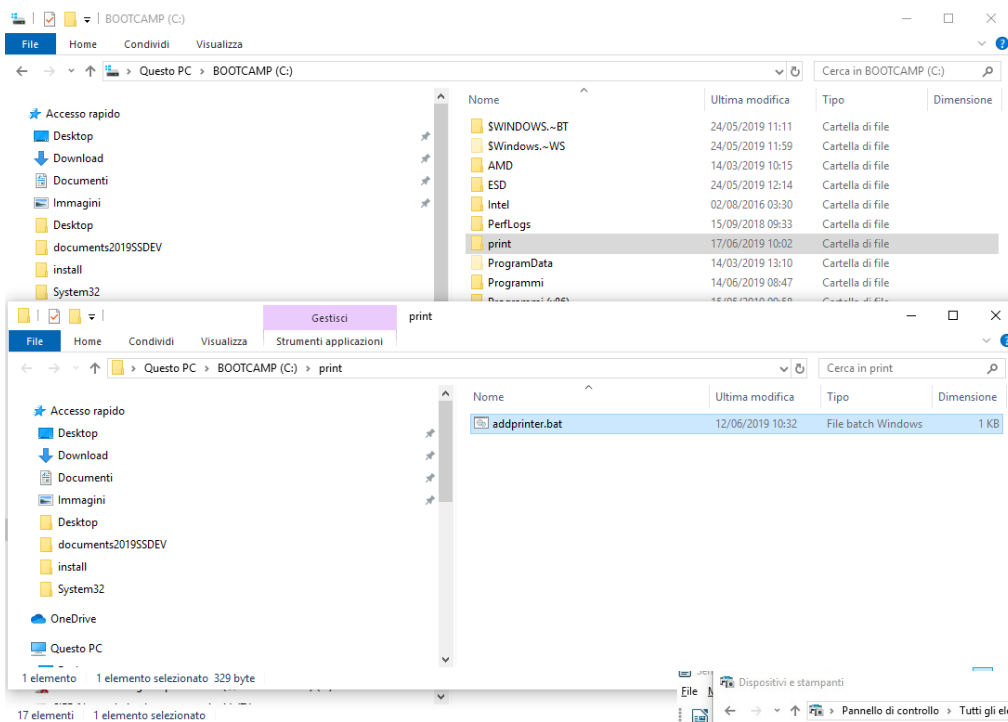 BOOTCAMP (C:)
File Home Condividi Visualizza
Questo PC > BOOTCAMP (C:) Cerca in BOOTCAMP (C:)
Nome Ultima modifica Tipo Dimensione
Accesso rapido
Desktop
Download
Documenti
Immagini
Desktop
documents2019SSDEV
install
System32
$WINDOWS.~BT 24/05/2019 11:11 Cartella di file
$Windows.~WS 24/05/2019 11:59 Cartella di file
AMD 14/03/2019 10:15 Cartella di file
ESD 24/05/2019 12:14 Cartella di file
Intel 02/08/2016 03:30 Cartella di file
PerfLogs 15/09/2018 09:33 Cartella di file
print 17/06/2019 10:02 Cartella di file
ProgramData 14/03/2019 13:10 Cartella di file
Programmi 14/06/2019 08:47 Cartella di file
Gestisci print
File Home Condividi Visualizza Strumenti applicazioni
Questo PC > BOOTCAMP (C:) > print Cerca in print
Nome Ultima modifica Tipo Dimensione
addprinter.bat 12/06/2019 10:32 File batch Windows 1 KB
Accesso rapido
Desktop
Download
Documenti
Immagini
Desktop
documents2019SSDEV
install
System32
OneDrive
Questo PC
1 elemento 1 elemento selezionato 329 byte
17 elementi 1 elemento selezionato
File
Dispositivi e stampanti
> Pannello di controllo > Tutti gli